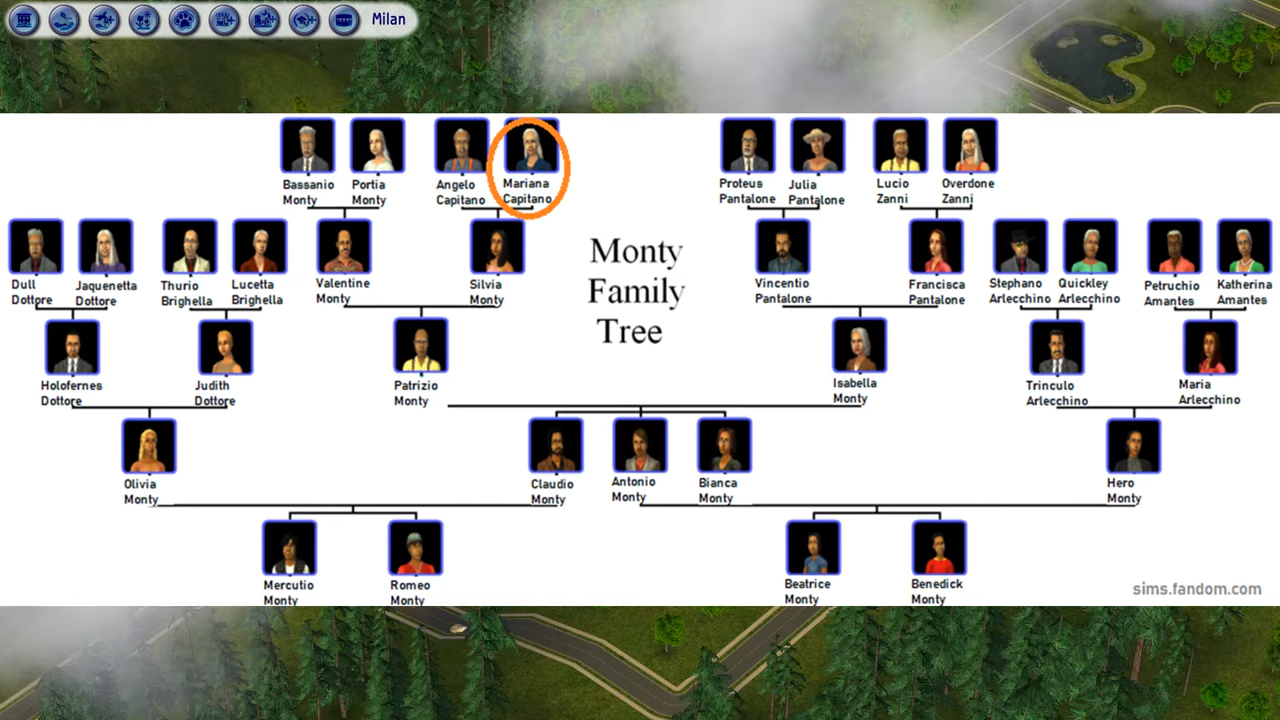 Milan
Bassanio
Monty
Portia
Monty
Angelo
Capitano
Mariana
Capitano
Proteus
Pantalone
Julia
Pantalone
Lucio
Zanni
Overdone
Zanni
Dull
Dottore
Jaquenetta
Dottore
Thurio
Brighella
Lucetta
Brighella
Valentine
Monty
Silvia
Monty
Monty
Family
Tree
Vincentio
Pantalone
Francisca
Pantalone
Stephano
Arlecchino
Quickley
Arlecchino
Petruchio
Amantes
Katherina
Amantes
Holofernes
Dottore
Judith
Dottore
Patrizio
Monty
Isabella
Monty
Trinculo
Arlecchino
Maria
Arlecchino
Olivia
Monty
Claudio
Monty
Antonio
Monty
Bianca
Monty
Hero
Monty
Mercutio
Monty
Romeo
Monty
Beatrice
Monty
Benedick
Monty
sims.fandom.com